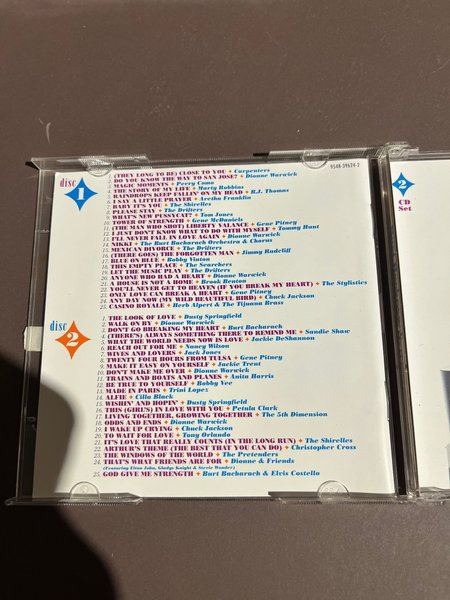 9548-39624-2
disc
1
1. (THEY LONG TO BE) CLOSE TO YOU ✦ Carpenters
2. DO YOU KNOW THE WAY TO SAN JOSE? ✦ Dionne Warwick
3. MAGIC MOMENTS ✦ Perry Como
4. THE STORY OF MY LIFE ✦ Marty Robbins
5. RAINDROPS KEEP FALLIN' ON MY HEAD ✦ B.J. Thomas
6. I SAY A LITTLE PRAYER ✦ Aretha Franklin
7. BABY IT'S YOU ✦ The Shirelles
8. PLEASE STAY ✦ The Drifters
9. WHAT'S NEW PUSSYCAT? ✦ Tom Jones
10. TOWER OF STRENGTH ✦ Gene McDaniels
11. (THE MAN WHO SHOT) LIBERTY VALANCE ✦ Gene Pitney
12. I JUST DON'T KNOW WHAT TO DO WITH MYSELF ✦ Tommy Hunt
13. I'LL NEVER FALL IN LOVE AGAIN ✦ Dionne Warwick
14. NIKKI ✦ The Burt Bacharach Orchestra & Chorus
15. MEXICAN DIVORCE ✦ The Drifters
16. (THERE GOES) THE FORGOTTEN MAN ✦ Jimmy Radcliff
17. BLUE ON BLUE ✦ Bobby Vinton
18. THIS EMPTY PLACE ✦ The Searchers
19. LET THE MUSIC PLAY ✦ The Drifters
20. ANYONE WHO HAD A HEART ✦ Dionne Warwick
21. A HOUSE IS NOT A HOME ✦ Brook Benton
22. YOU'LL NEVER GET TO HEAVEN (IF YOU BREAK MY HEART) ✦ The Stylistics
23. ONLY LOVE CAN BREAK A HEART ✦ Gene Pitney
24. ANY DAY NOW (MY WILD BEAUTIFUL BIRD) ✦ Chuck Jackson
25. CASINO ROYALE ✦ Herb Alpert & The Tijuana Brass
disc
2
1. THE LOOK OF LOVE ✦ Dusty Springfield
2. WALK ON BY ✦ Dionne Warwick
3. DON'T GO BREAKING MY HEART ✦ Burt Bacharach
4. (THERE'S) ALWAYS SOMETHING THERE TO REMIND ME ✦ Sandie Shaw
5. WHAT THE WORLD NEEDS NOW IS LOVE ✦ Jackie DeShannon
6. REACH OUT FOR ME ✦ Nancy Wilson
7. WIVES AND LOVERS ✦ Jack Jones
8. TWENTY FOUR HOURS FROM TULSA ✦ Gene Pitney
9. MAKE IT EASY ON YOURSELF ✦ Jackie Trent
10. DON'T MAKE ME OVER ✦ Dionne Warwick
11. TRAINS AND BOATS AND PLANES ✦ Anita Harris
12. BE TRUE TO YOURSELF ✦ Bobby Vee
13. MADE IN PARIS ✦ Trini Lopez
14. ALFIE ✦ Cilla Black
15. WISHIN' AND HOPIN' ✦ Dusty Springfield
16. THIS GIRL'S IN LOVE WITH YOU ✦ Petula Clark
17. LIVING TOGETHER, GROWING TOGETHER ✦ The 5th Dimension
18. ODDS AND ENDS ✦ Dionne Warwick
19. I WAKE UP CRYING ✦ Chuck Jackson
20. TO WAIT FOR LOVE ✦ Tony Orlando
21. IT'S LOVE THAT REALLY COUNTS (IN THE LONG RUN) ✦ The Shirelles
22. ARTHUR'S THEME (THE BEST THAT YOU CAN DO) ✦ Christopher Cross
23. THE WINDOWS OF THE WORLD ✦ The Pretenders
24. THAT'S WHAT FRIENDS ARE FOR ✦ Dionne & Friends
(Featuring Elton John, Gladys Knight & Stevie Wonder)
25. GOD GIVE ME STRENGTH ✦ Burt Bacharach & Elvis Costello
2
CD
Set